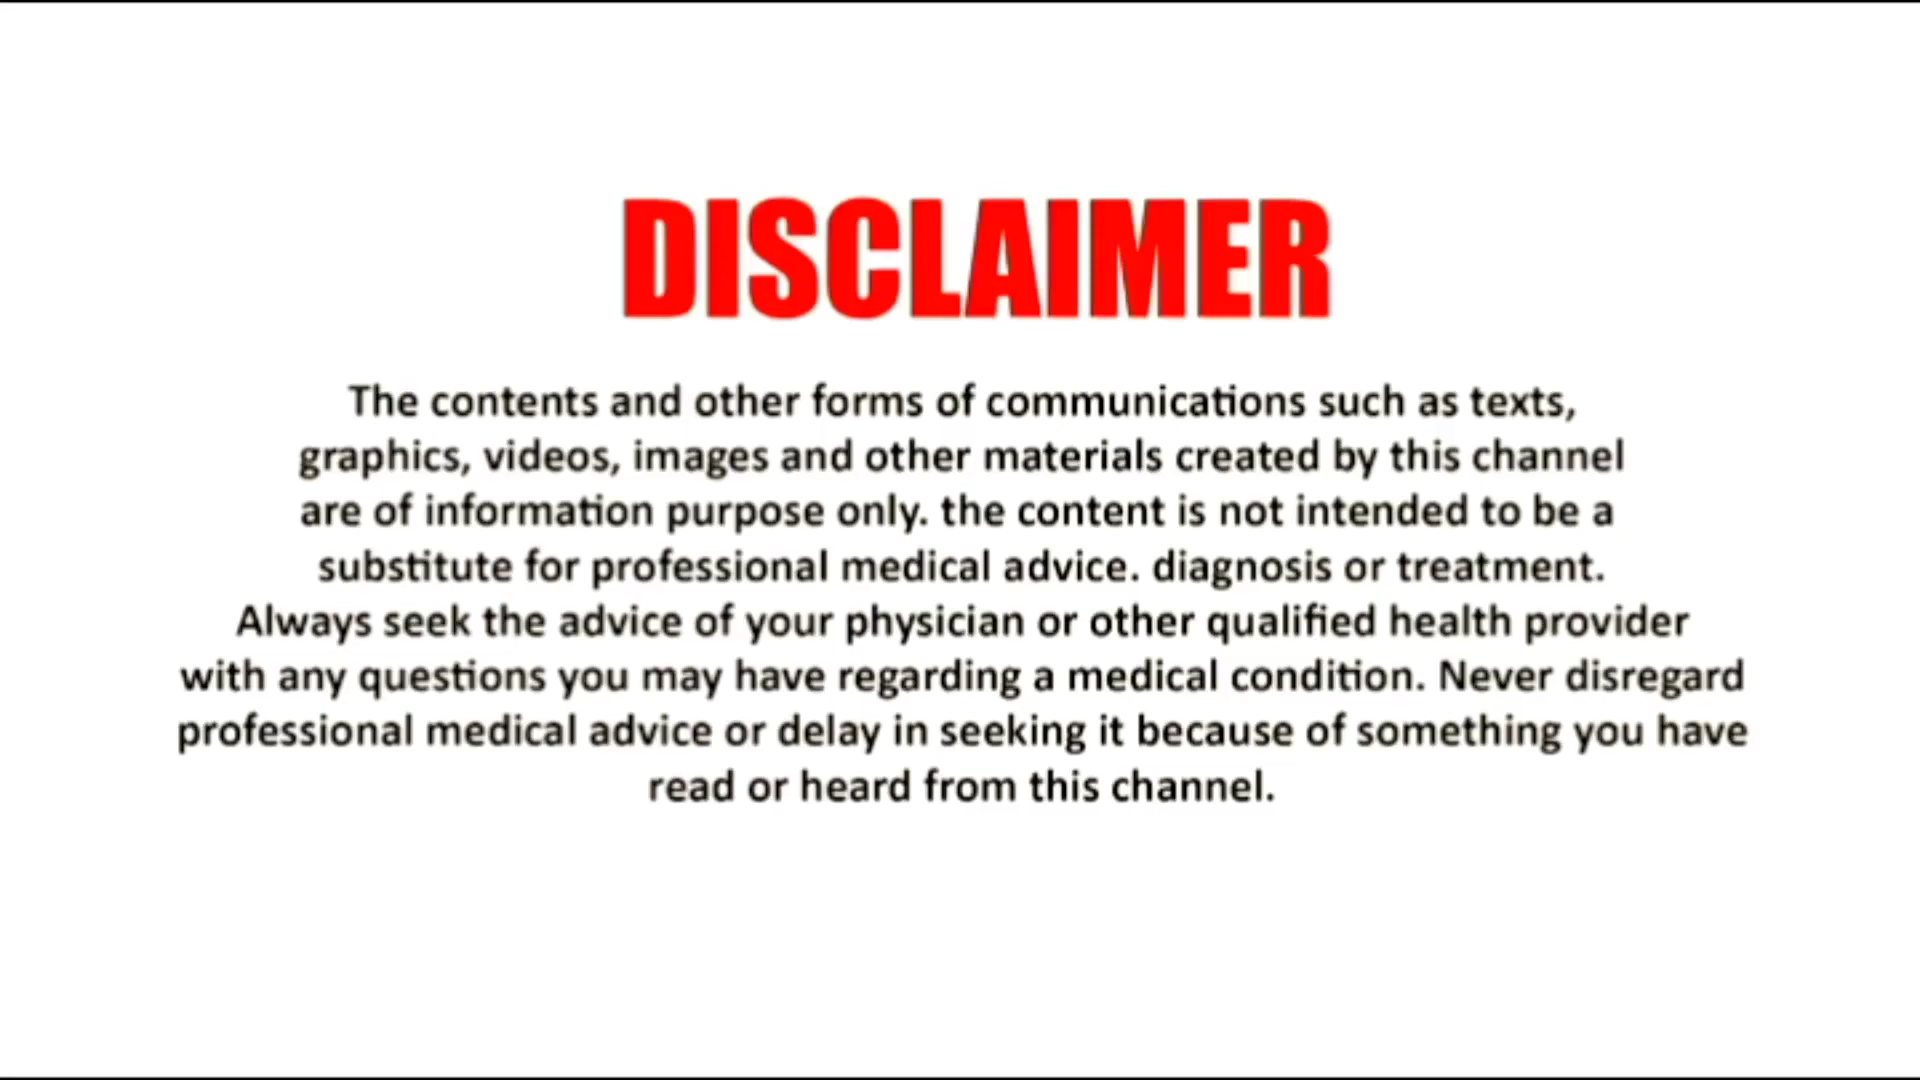 DISCLAIMER
The contents and other forms of communications such as texts,
graphics, videos, images and other materials created by this channel
are of information purpose only. the content is not intended to be a
substitute for professional medical advice. diagnosis or treatment.
Always seek the advice of your physician or other qualified health provider
with any questions you may have regarding a medical condition. Never disregard
professional medical advice or delay in seeking it because of something you have
read or heard from this channel.